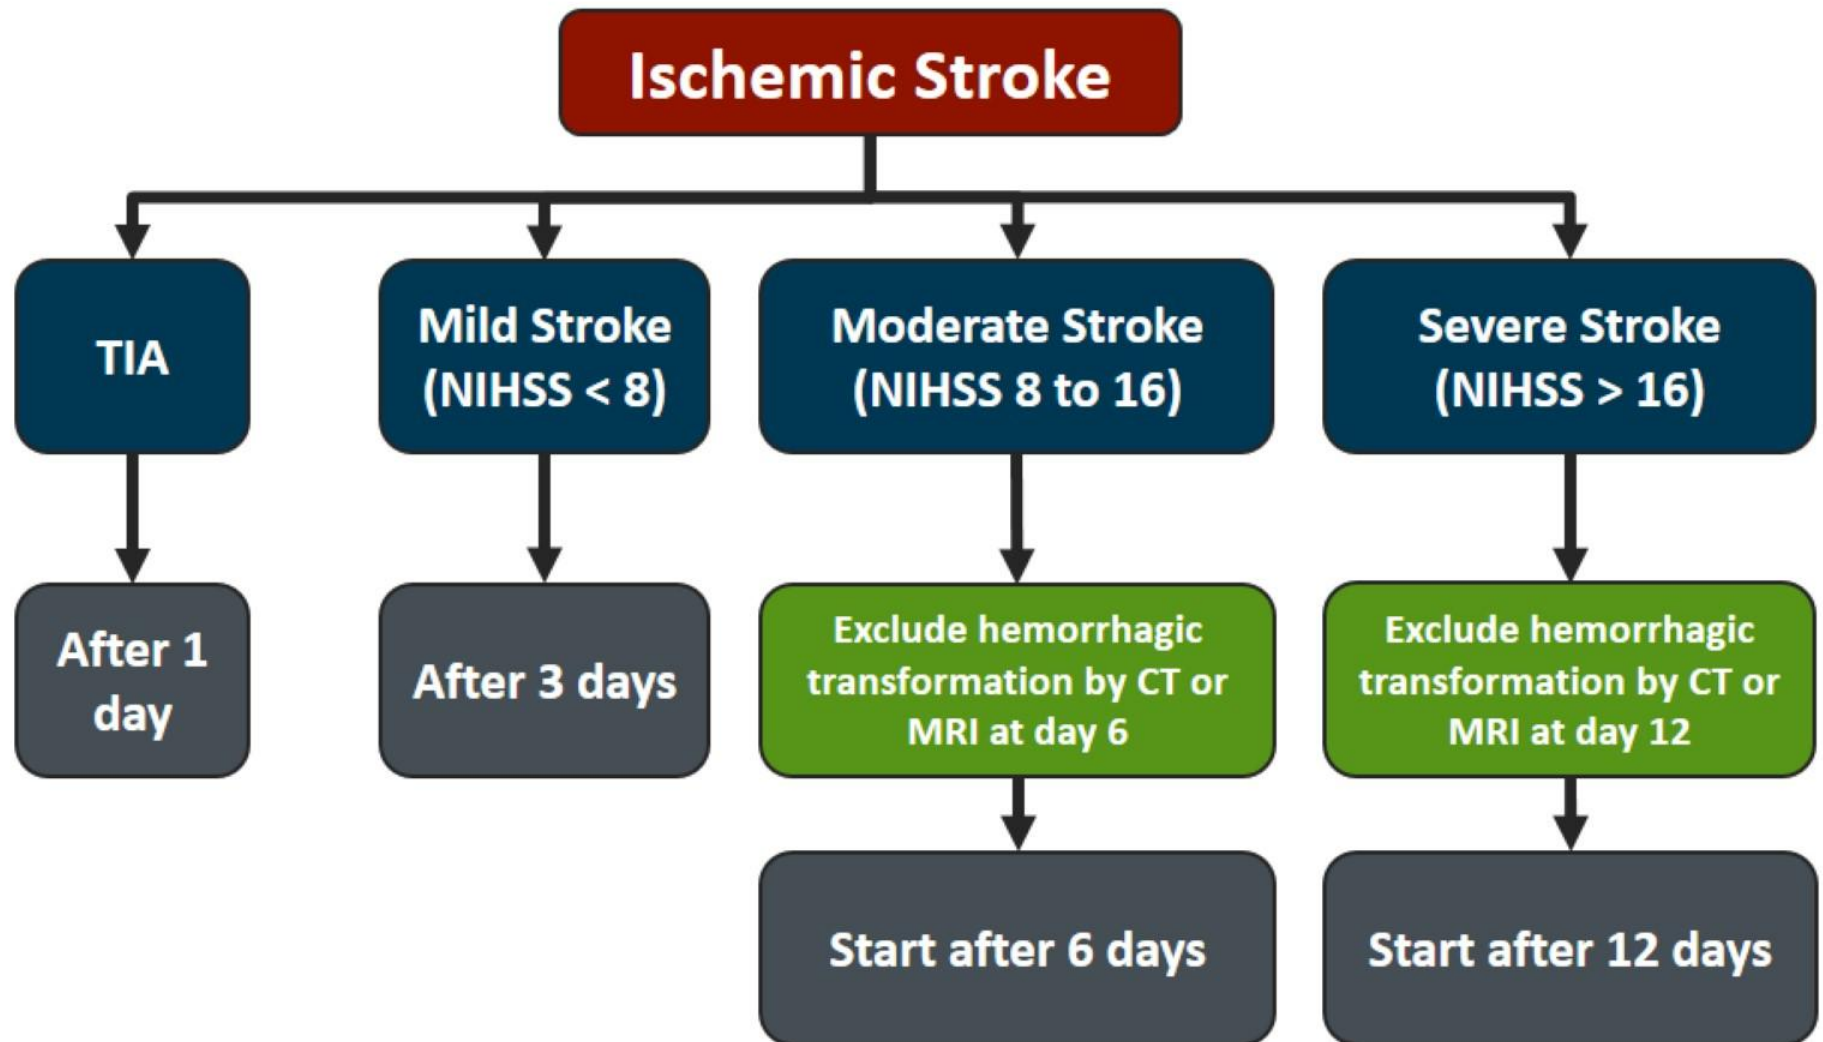 Ischemic Stroke
TIA
Mild Stroke
(NIHSS < 8)
Moderate Stroke
(NIHSS 8 to 16)
Severe Stroke
(NIHSS > 16)
After 1
day
After 3 days
Exclude hemorrhagic
transformation by CT or
MRI at day 6
Exclude hemorrhagic
transformation by CT or
MRI at day 12
Start after 6 days
Start after 12 days